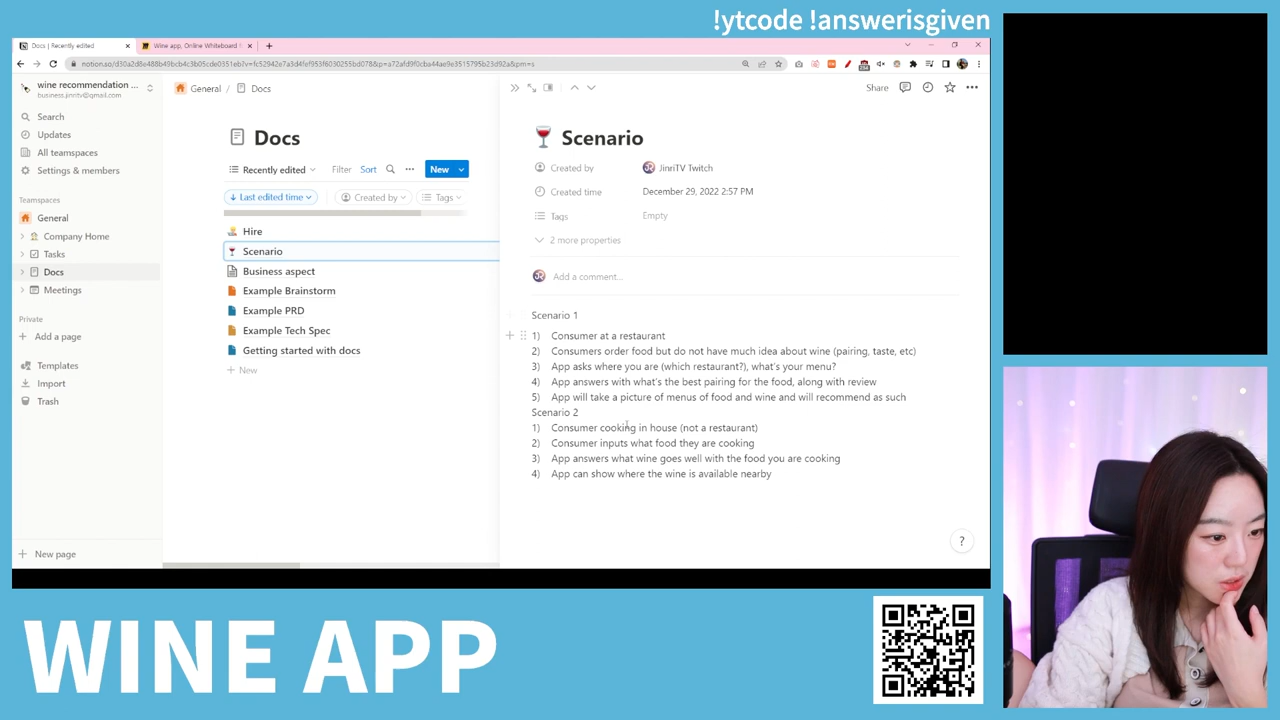 !ytcode !answerisgiven
Docs | Recently edited
Wine app, Online Whiteboard
General / Docs
Share
wine recommendation ...
business.jinritv@gmail.com
Search
Updates
All teamspaces
Settings & members
Teamspaces
General
Company Home
Tasks
Docs
Meetings
Private
Add a page
Templates
Import
Trash
New page
Docs
Recently edited
Filter
Sort
New
Last edited time
Created by
Tags
Hire
Scenario
Business aspect
Example Brainstorm
Example PRD
Example Tech Spec
Getting started with docs
New
Scenario
Created by JinriTV Twitch
Created time December 29, 2022 2:57 PM
Tags Empty
2 more properties
Add a comment...
Scenario 1
1) Consumer at a restaurant
2) Consumers order food but do not have much idea about wine (pairing, taste, etc)
3) App asks where you are (which restaurant?), what's your menu?
4) App answers with what's the best pairing for the food, along with review
5) App will take a picture of menus of food and wine and will recommend as such
Scenario 2
1) Consumer cooking in house (not a restaurant)
2) Consumer inputs what food they are cooking
3) App answers what wine goes well with the food you are cooking
4) App can show where the wine is available nearby
?
WINE APP